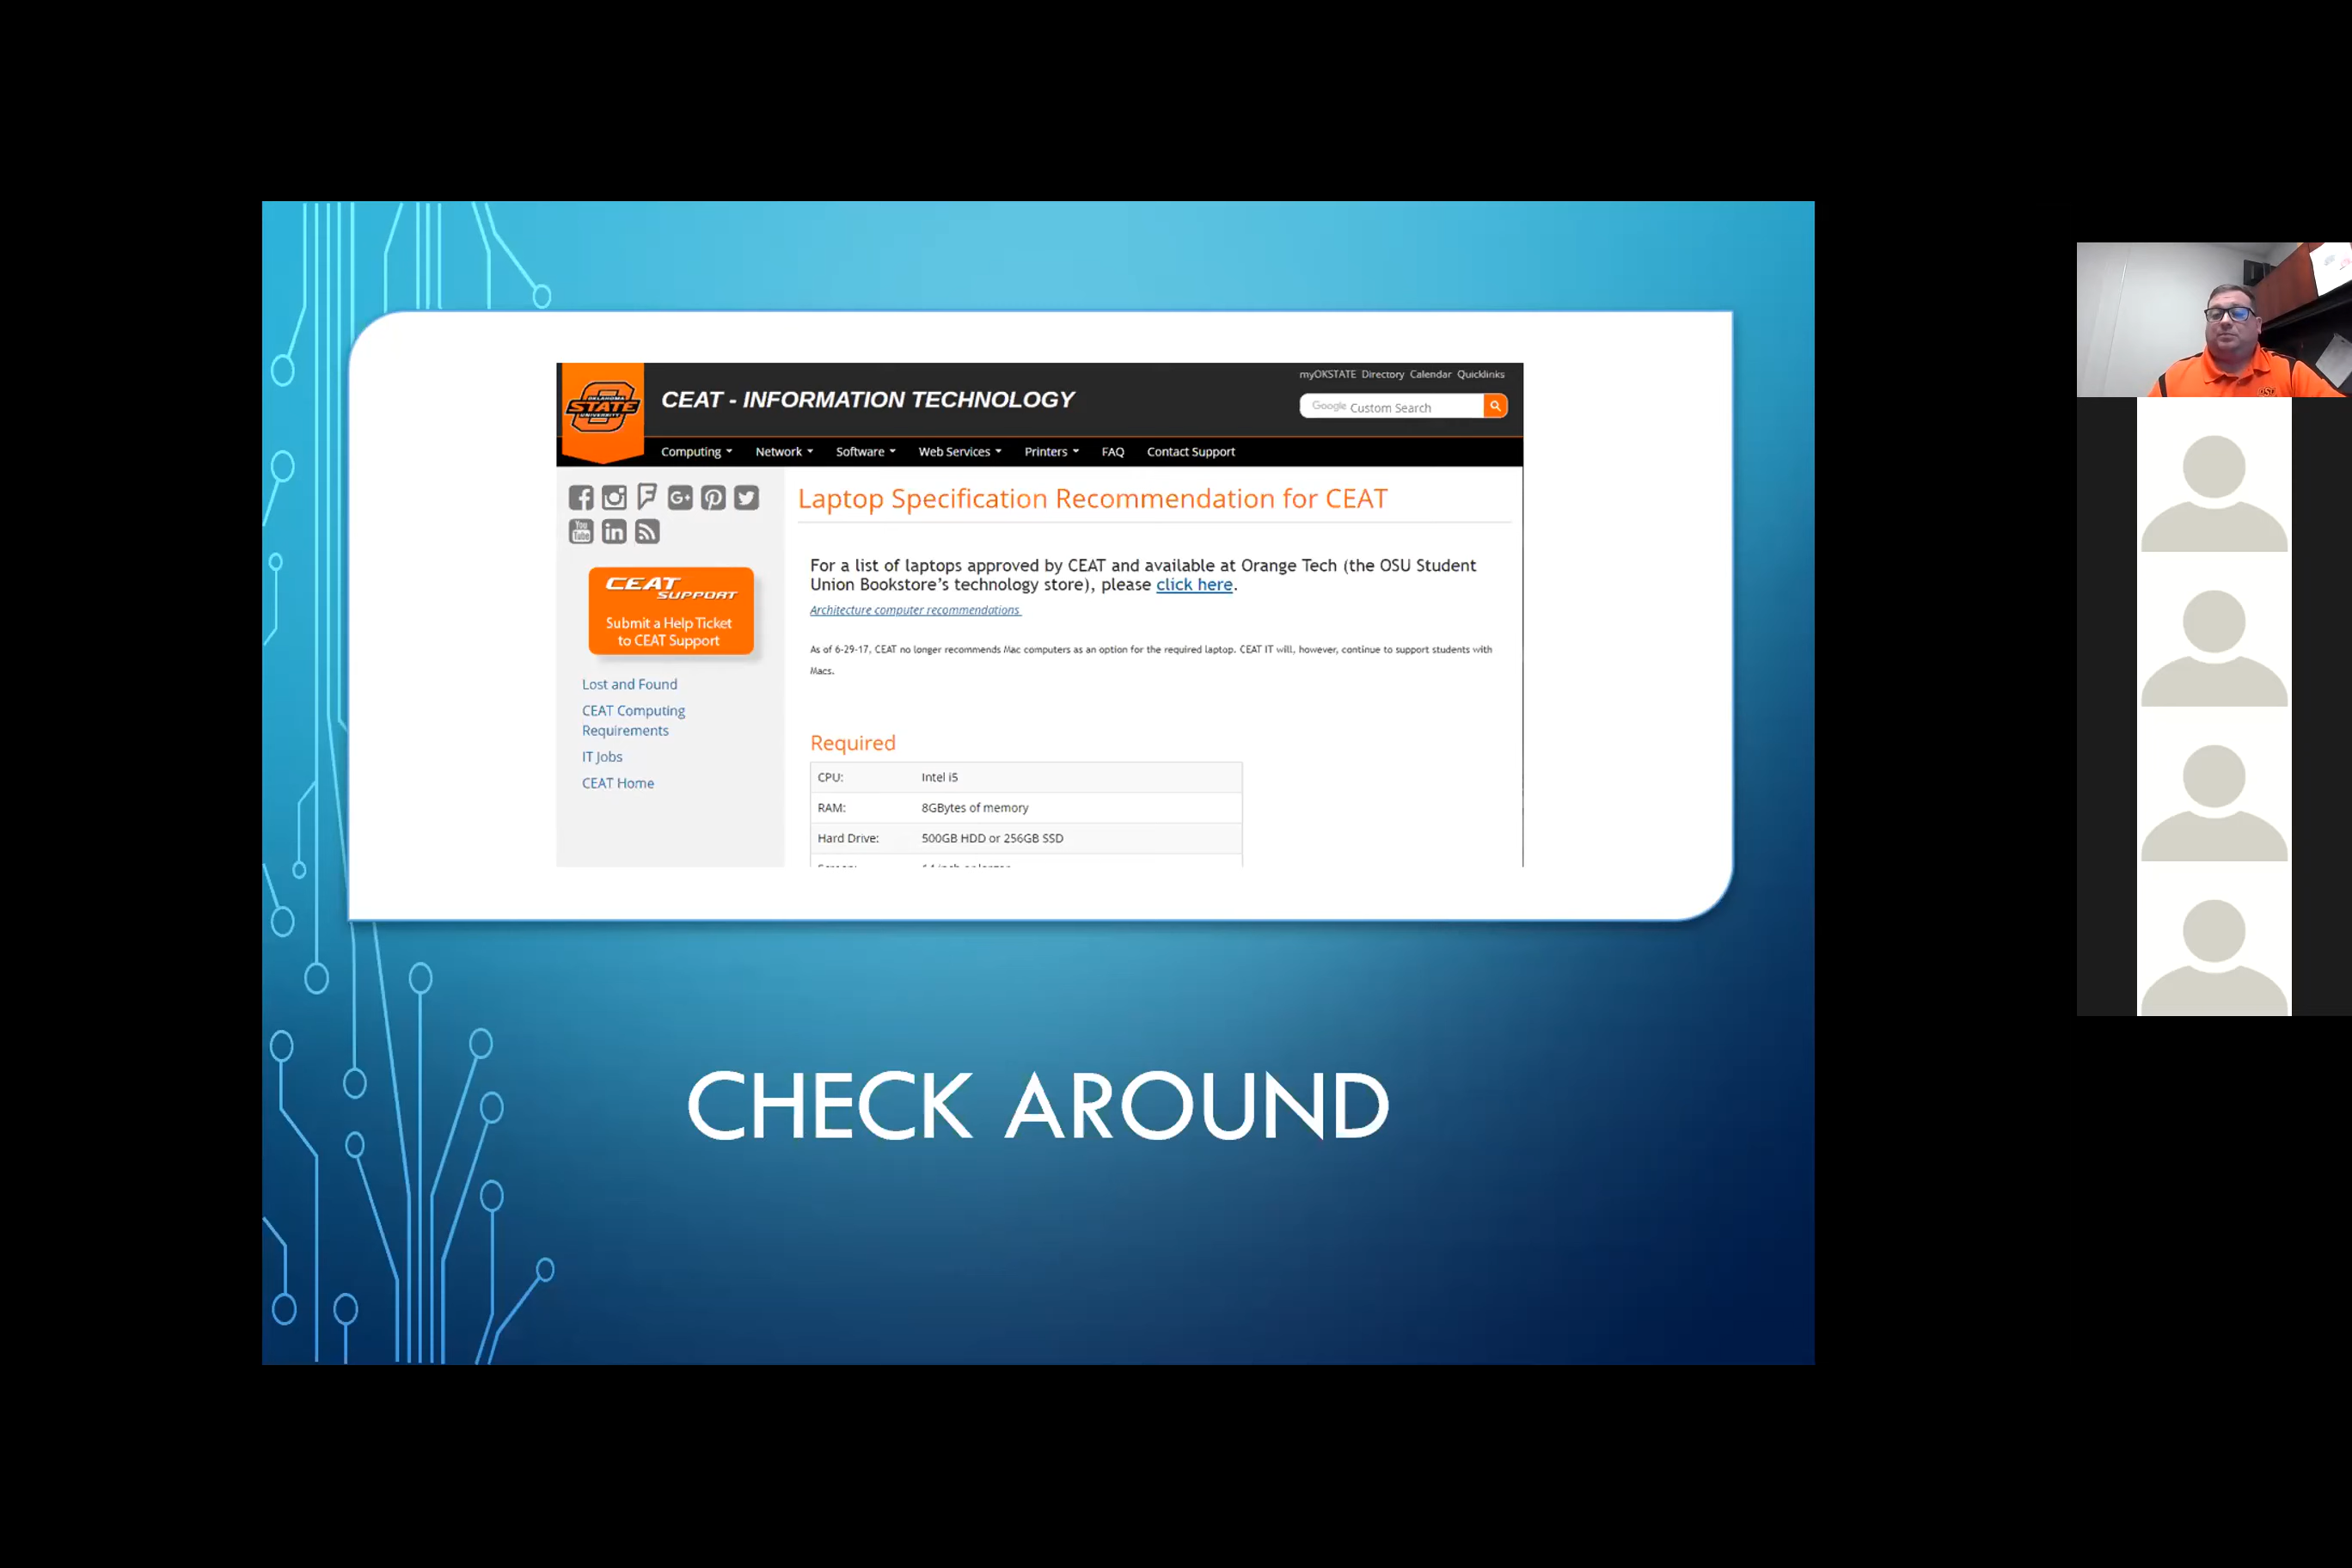 myOKSTATE Directory Calendar Quicklinks
OKLAHOMA
STATE
UNIVERSITY
CEAT - INFORMATION TECHNOLOGY
Google Custom Search
Computing Network Software Web Services Printers FAQ Contact Support
You
Tube
Laptop Specification Recommendation for CEAT
For a list of laptops approved by CEAT and available at Orange Tech (the OSU Student
Union Bookstore's technology store), please click here.
Architecture computer recommendations
As of 6-29-17, CEAT no longer recommends Mac computers as an option for the required laptop. CEAT IT will, however, continue to support students with
Macs.
CEAT
SUPPORT
Submit a Help Ticket
to CEAT Support
Lost and Found
CEAT Computing
Requirements
IT Jobs
CEAT Home
Required
CPU: Intel i5
RAM: 8GBytes of memory
Hard Drive: 500GB HDD or 256GB SSD
CHECK AROUND